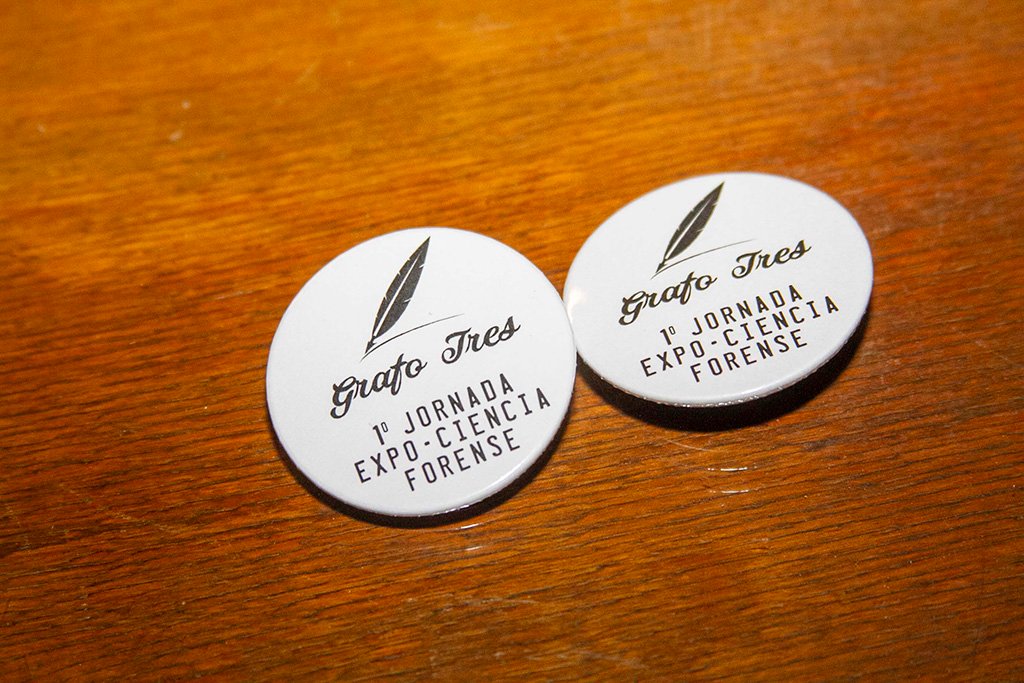 Grafo Tres
1º JORNADA
EXPO-CIENCIA
FORENSE
Grafo Tres
1º JORNADA
EXPO-CIENCIA
FORENSE